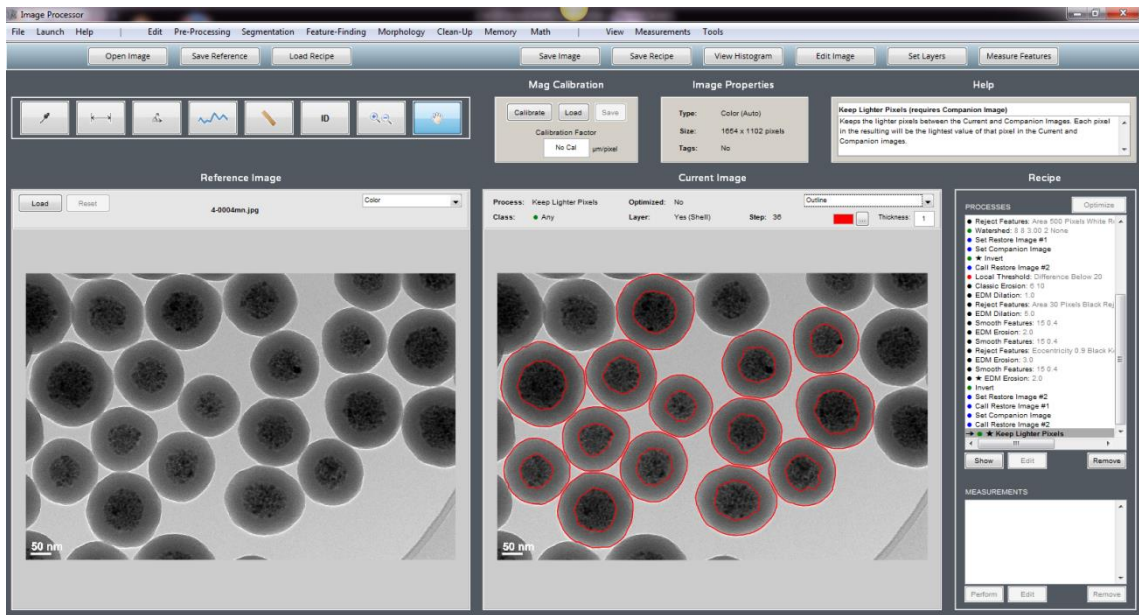 Image Processor
File Launch Help | Edit Pre-Processing Segmentation Feature-Finding Morphology Clean-Up Memory Math | View Measurements Tools
Open Image Save Reference Load Recipe Save Image Save Recipe View Histogram Edit Image Set Layers Measure Features
ID
Mag Calibration
Calibrate Load Save
Calibration Factor
No Cal µm/pixel
Image Properties
Type: Color (Auto)
Size: 1664 x 1102 pixels
Tags: No
Help
Keep Lighter Pixels (requires Companion Image)
Keeps the lighter pixels between the Current and Companion Images. Each pixel
in the resulting will be the lightest value of that pixel in the Current and
Companion images.
Reference Image
Load Reset 4-0004mn.jpg Color
50 nm
Current Image
Process: Keep Lighter Pixels Optimized: No Outline
Class: Any Layer: Yes (Shell) Step: 36 ... Thickness: 1
50 nm
Recipe
PROCESSES Optimize
Reject Features: Area 500 Pixels White R
Watershed: 8 8 3.00 2 None
Set Restore Image #1
Set Companion Image
★ Invert
Call Restore Image #2
Local Threshold: Difference Below 20
Classic Erosion: 6 10
EDM Dilation: 1.0
Reject Features: Area 30 Pixels Black Rej
EDM Dilation: 5.0
Smooth Features: 15 0.4
EDM Erosion: 2.0
Smooth Features: 15 0.4
Reject Features: Eccentricity 0.9 Black K
EDM Erosion: 3.0
Smooth Features: 15 0.4
★ EDM Erosion: 2.0
Invert
Set Restore Image #2
Call Restore Image #1
Set Companion Image
Call Restore Image #2
→ ★ Keep Lighter Pixels
Show Edit Remove
MEASUREMENTS
Perform Edit Remove